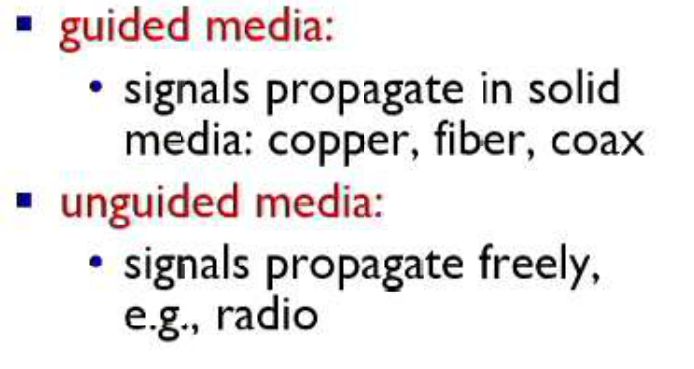 ▪ guided media:
• signals propagate in solid
media: copper, fiber, coax
▪ unguided media:
• signals propagate freely,
e.g., radio